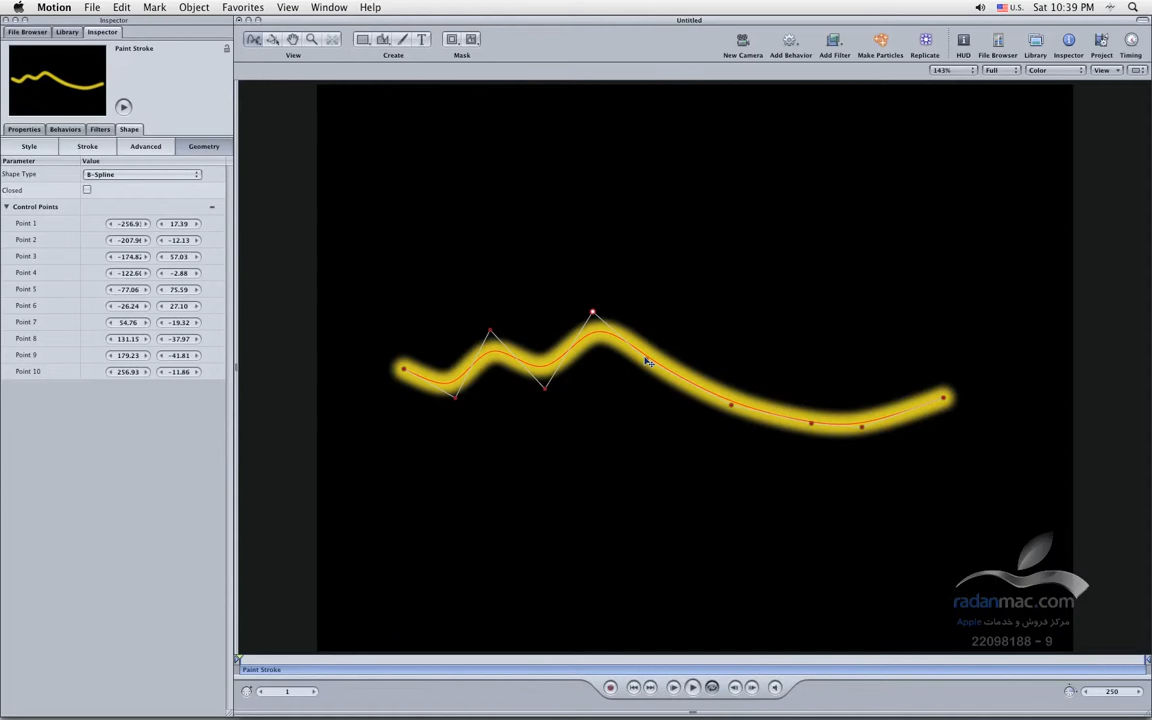 Motion File Edit Mark Object Favorites View Window Help U.S. Sat 10:39 PM
Inspector
Untitled
File Browser Library Inspector
Paint Stroke
View Create Mask New Camera Add Behavior Add Filter Make Particles Replicate HUD File Browser Library Inspector Project Timing
143% Full Color View
Properties Behaviors Filters Shape
Style Stroke Advanced Geometry
Parameter Value
Shape Type B-Spline
Closed
Control Points
Point 1 17.39
Point 2 -12.13
Point 3 57.03
Point 4 -2.88
Point 5 -77.06 75.59
Point 6 -26.24 27.10
Point 7 54.76 -19.32
Point 8 131.15 -37.97
Point 9 179.23 -41.81
Point 10 256.93 -11.86
radanmac.com
مرکز فروش و خدمات Apple
22098188 - 9
Paint Stroke
1 250